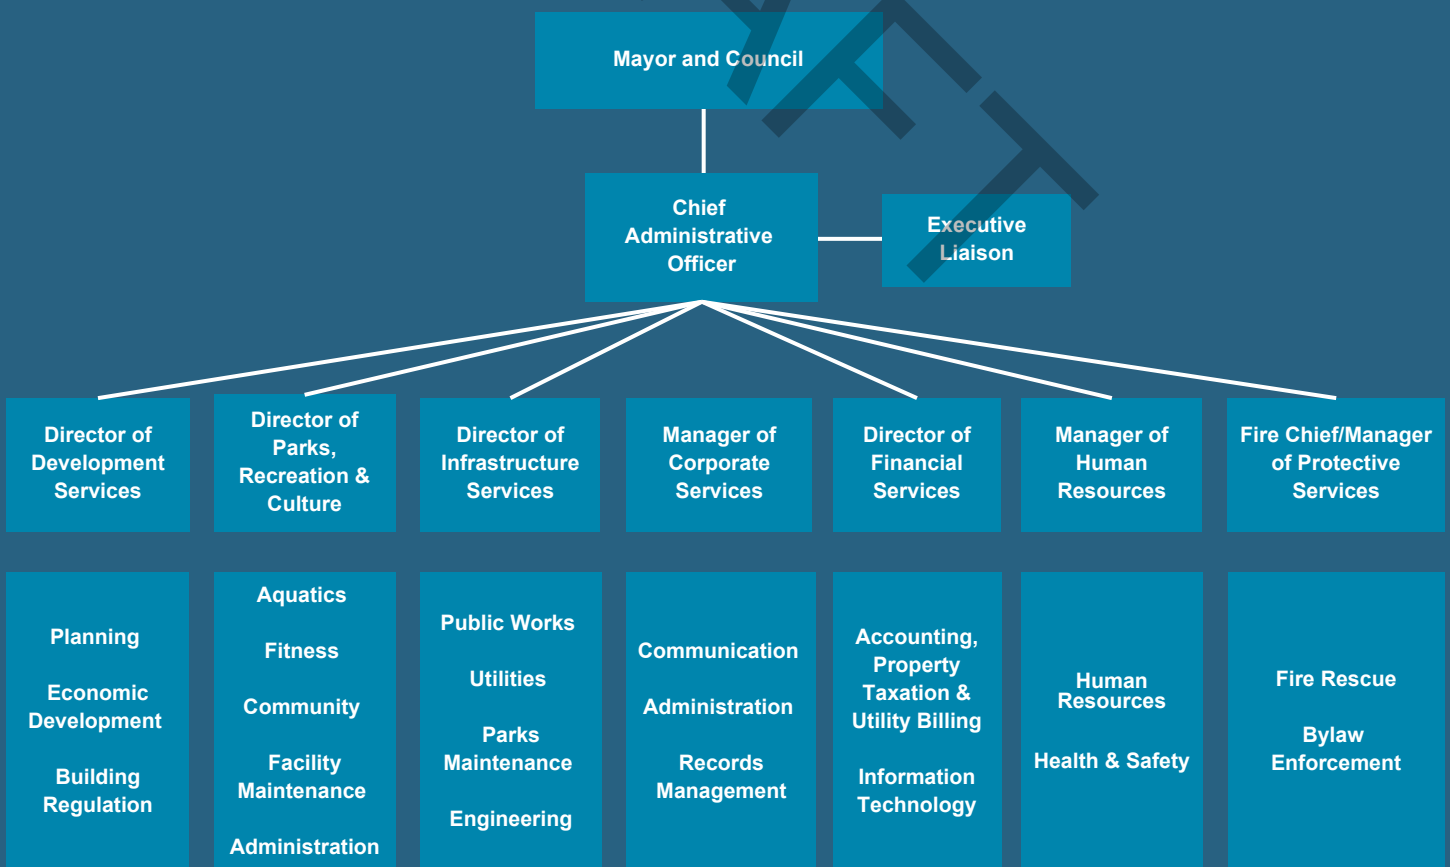 Mayor and Council
Chief
Administrative
Officer
Executive
Liaison
Director of
Development
Services
Director of
Parks,
Recreation &
Culture
Director of
Infrastructure
Services
Manager of
Corporate
Services
Director of
Financial
Services
Manager of
Human
Resources
Fire Chief/Manager
of Protective
Services
Planning
Economic
Development
Building
Regulation
Aquatics
Fitness
Community
Facility
Maintenance
Administration
Public Works
Utilities
Parks
Maintenance
Engineering
Communication
Administration
Records
Management
Accounting,
Property
Taxation &
Utility Billing
Information
Technology
Human
Resources
Health & Safety
Fire Rescue
Bylaw
Enforcement